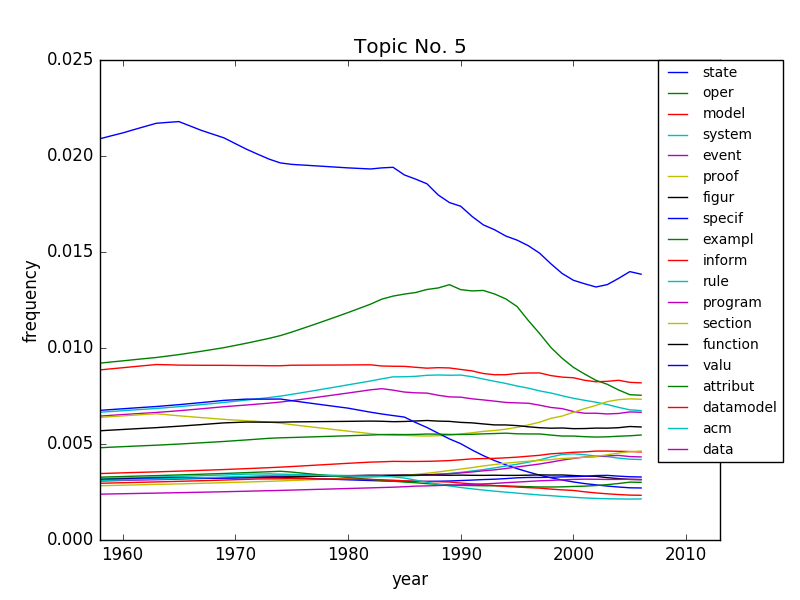 Topic No. 5
0.025
0.020
0.015
0.010
0.005
0.000
frequency
1960 1970 1980 1990 2000 2010
year
state
oper
model
system
event
proof
figur
specif
exampl
inform
rule
program
section
function
valu
attribut
datamodel
acm
data